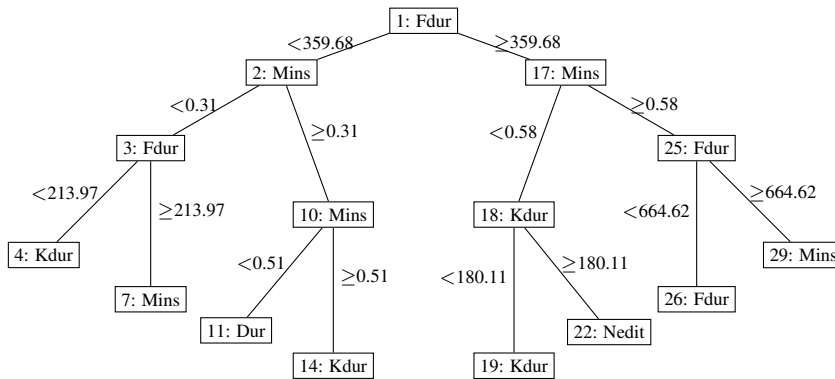 1: Fdur
<359.68
≥359.68
2: Mins
17: Mins
<0.31
≥0.31
<0.58
≥0.58
3: Fdur
25: Fdur
<213.97
≥213.97
10: Mins
18: Kdur
<664.62
≥664.62
4: Kdur
<0.51
≥0.51
<180.11
≥180.11
29: Mins
7: Mins
26: Fdur
11: Dur
22: Nedit
14: Kdur
19: Kdur